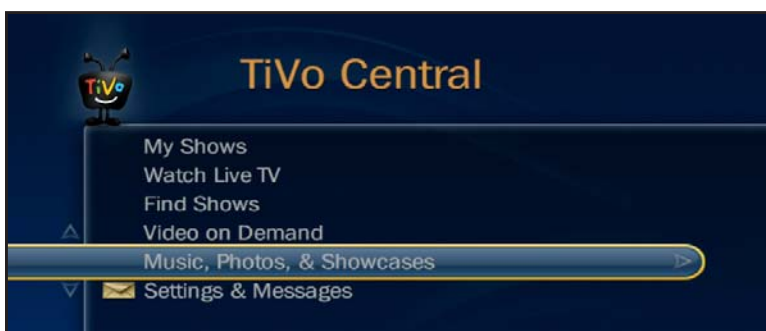 TiVo
TiVo Central
My Shows
Watch Live TV
Find Shows
Video on Demand
Music, Photos, & Showcases
Settings & Messages